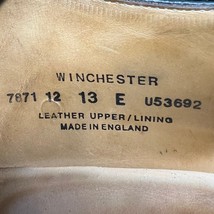 WINCHESTER
7871 12 13 E U53692
LEATHER UPPER/LINING
MADE IN ENGLAND